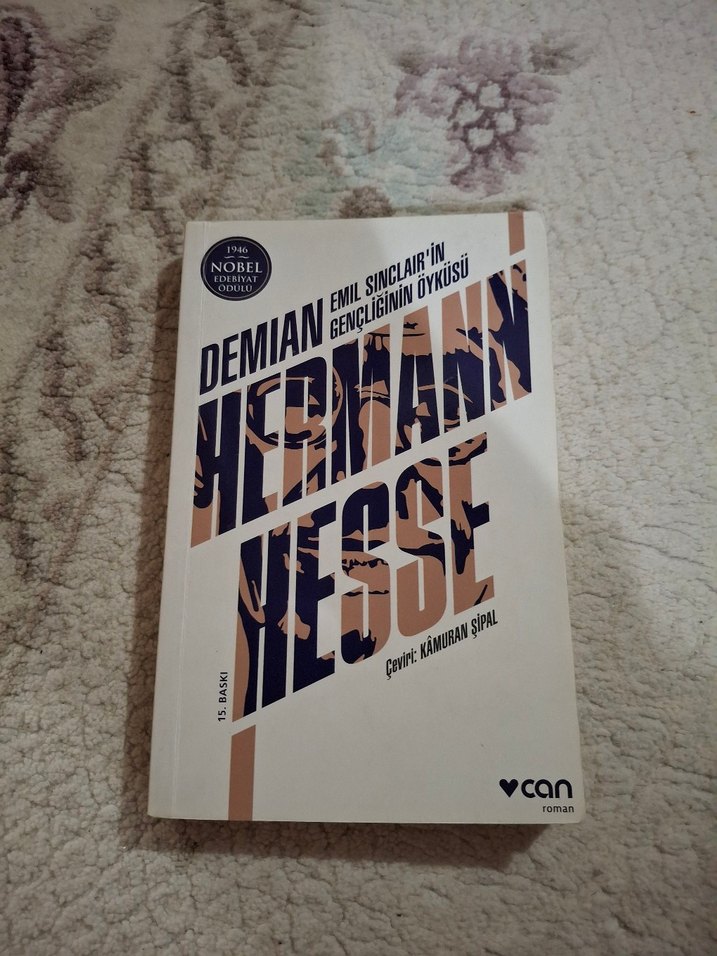 1946
NOBEL
EDEBİYAT
ÖDÜLÜ
DEMIAN
EMIL SINCLAIR'İN
GENÇLİĞİNİN ÖYKÜSÜ
HERMANN
HESSE
Çeviri: KÂMURAN ŞİPAL
15. BASKI
can
roman